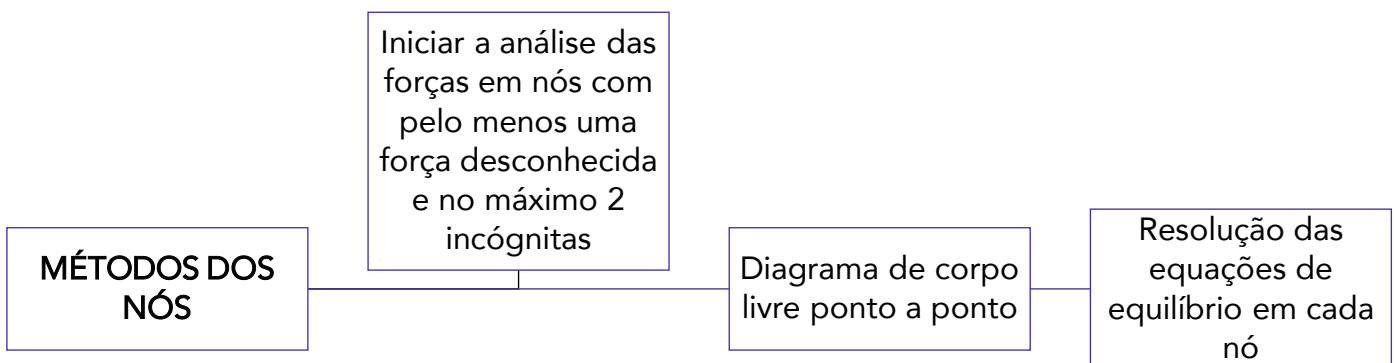 Iniciar a análise das
forças em nós com
pelo menos uma
força desconhecida
e no máximo 2
incógnitas
MÉTODOS DOS
NÓS
Diagrama de corpo
livre ponto a ponto
Resolução das
equações de
equilíbrio em cada
nó